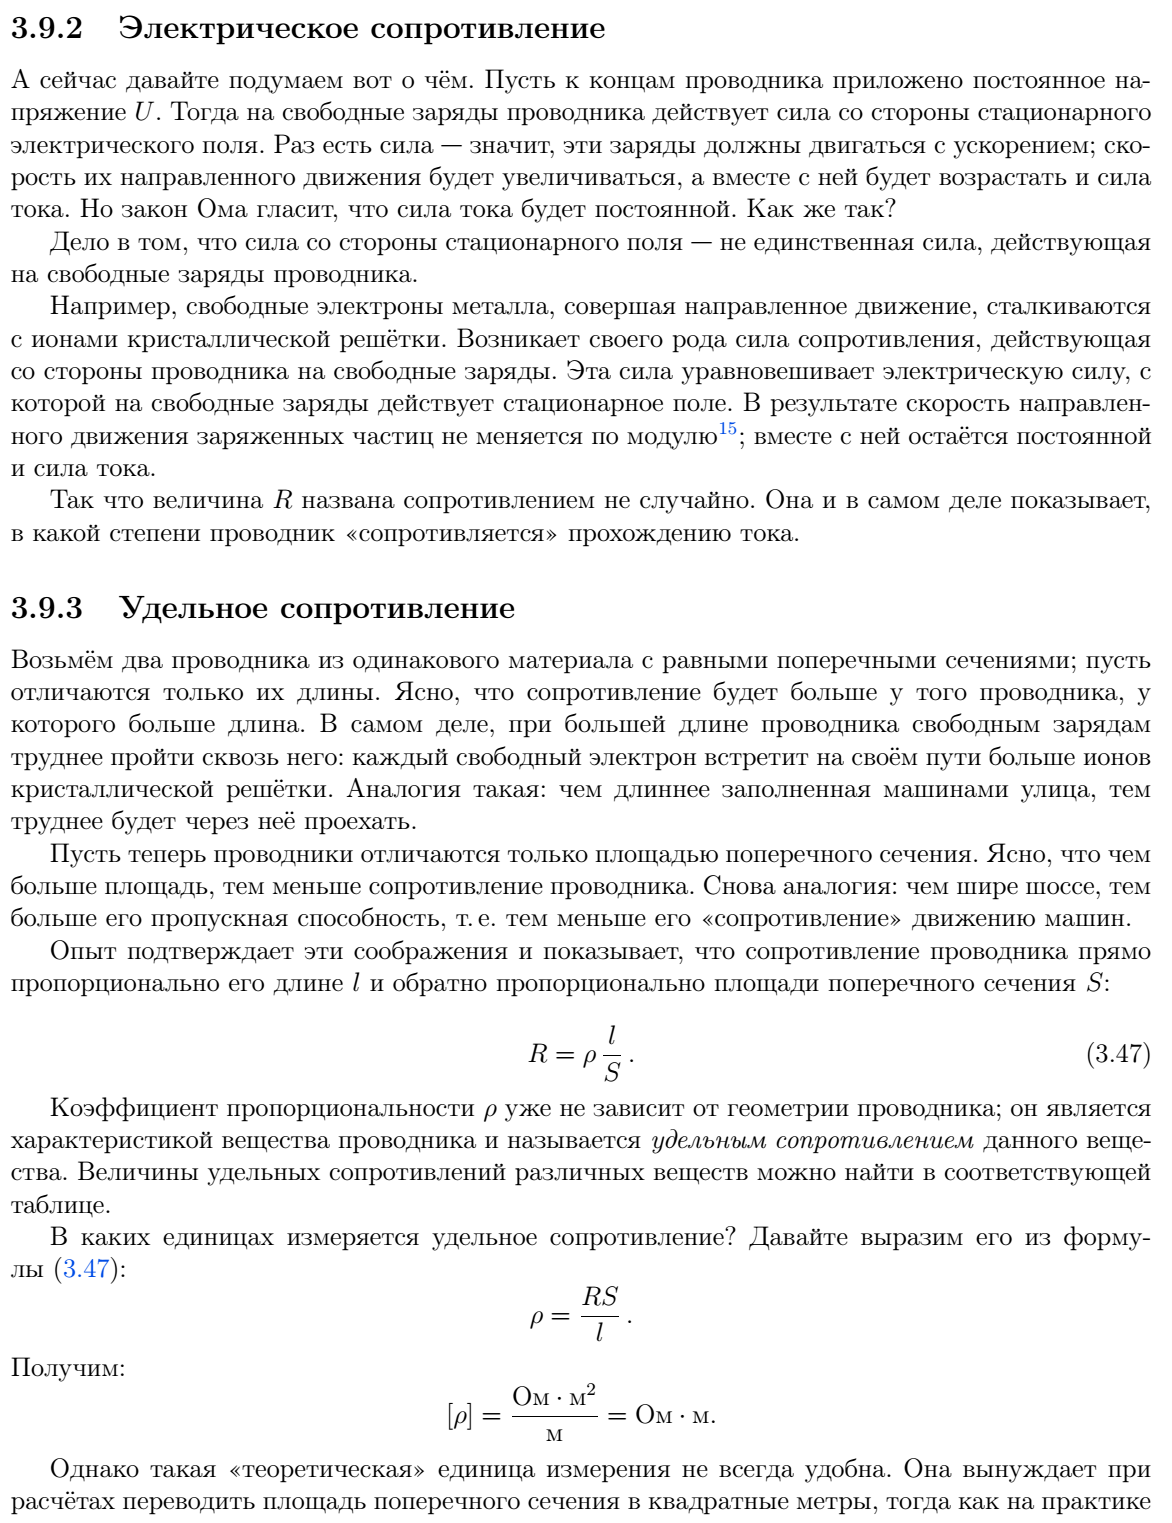 3.9.2 Электрическое сопротивление
А сейчас давайте подумаем вот о чём. Пусть к концам проводника приложено постоянное на-
пряжение U. Тогда на свободные заряды проводника действует сила со стороны стационарного
электрического поля. Раз есть сила — значит, эти заряды должны двигаться с ускорением; ско-
рость их направленного движения будет увеличиваться, а вместе с ней будет возрастать и сила
тока. Но закон Ома гласит, что сила тока будет постоянной. Как же так?
Дело в том, что сила со стороны стационарного поля — не единственная сила, действующая
на свободные заряды проводника.
Например, свободные электроны металла, совершая направленное движение, сталкиваются
с ионами кристаллической решётки. Возникает своего рода сила сопротивления, действующая
со стороны проводника на свободные заряды. Эта сила уравновешивает электрическую силу, с
которой на свободные заряды действует стационарное поле. В результате скорость направлен-
ного движения заряженных частиц не меняется по модулю¹⁵; вместе с ней остаётся постоянной
и сила тока.
Так что величина R названа сопротивлением не случайно. Она и в самом деле показывает,
в какой степени проводник «сопротивляется» прохождению тока.
3.9.3 Удельное сопротивление
Возьмём два проводника из одинакового материала с равными поперечными сечениями; пусть
отличаются только их длины. Ясно, что сопротивление будет больше у того проводника, у
которого больше длина. В самом деле, при большей длине проводника свободным зарядам
труднее пройти сквозь него: каждый свободный электрон встретит на своём пути больше ионов
кристаллической решётки. Аналогия такая: чем длиннее заполненная машинами улица, тем
труднее будет через неё проехать.
Пусть теперь проводники отличаются только площадью поперечного сечения. Ясно, что чем
больше площадь, тем меньше сопротивление проводника. Снова аналогия: чем шире шоссе, тем
больше его пропускная способность, т. е. тем меньше его «сопротивление» движению машин.
Опыт подтверждает эти соображения и показывает, что сопротивление проводника прямо
пропорционально его длине l и обратно пропорционально площади поперечного сечения S:
R = ρ l/S . (3.47)
Коэффициент пропорциональности ρ уже не зависит от геометрии проводника; он является
характеристикой вещества проводника и называется удельным сопротивлением данного веще-
ства. Величины удельных сопротивлений различных веществ можно найти в соответствующей
таблице.
В каких единицах измеряется удельное сопротивление? Давайте выразим его из форму-
лы (3.47):
ρ = RS/l .
Получим:
[ρ] = Ом · м²/м = Ом · м.
Однако такая «теоретическая» единица измерения не всегда удобна. Она вынуждает при
расчётах переводить площадь поперечного сечения в квадратные метры, тогда как на практике